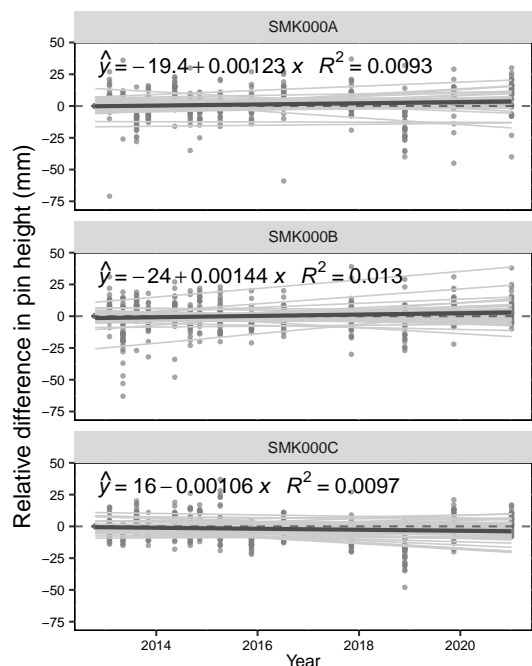 SMK000A
ŷ = −19.4 + 0.00123 x R² = 0.0093
50
25
0
−25
−50
−75
SMK000B
ŷ = −24 + 0.00144 x R² = 0.013
50
25
0
−25
−50
−75
SMK000C
ŷ = 16 − 0.00106 x R² = 0.0097
50
25
0
−25
−50
−75
Relative difference in pin height (mm)
2014 2016 2018 2020
Year